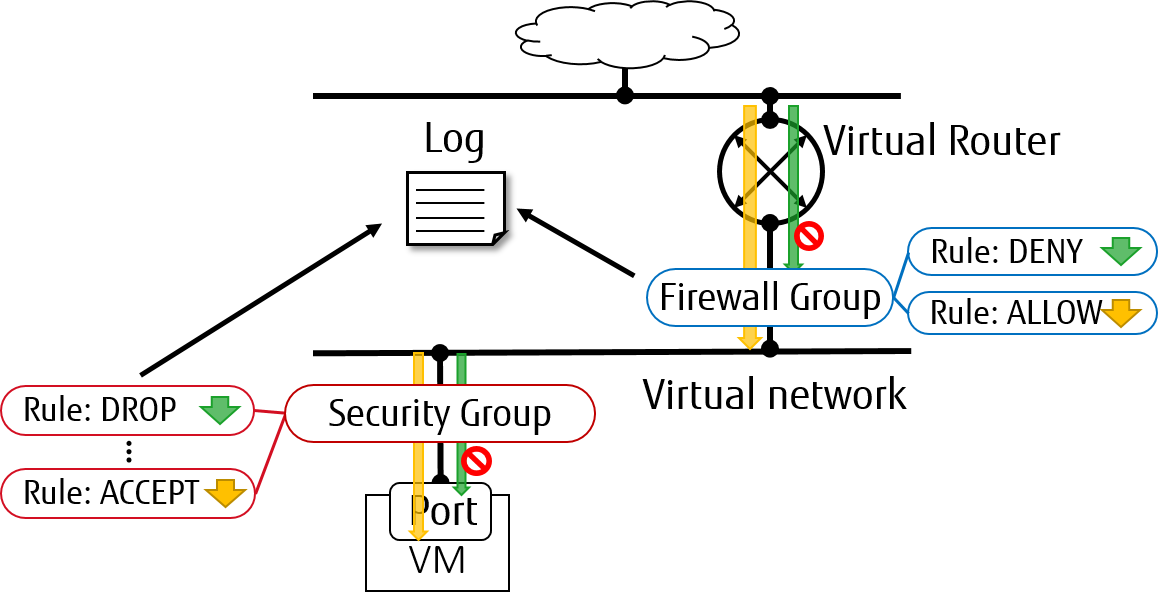 Log
Virtual Router
Rule: DENY
Firewall Group
Rule: ALLOW
Virtual network
Rule: DROP
Security Group
Rule: ACCEPT
Port
VM